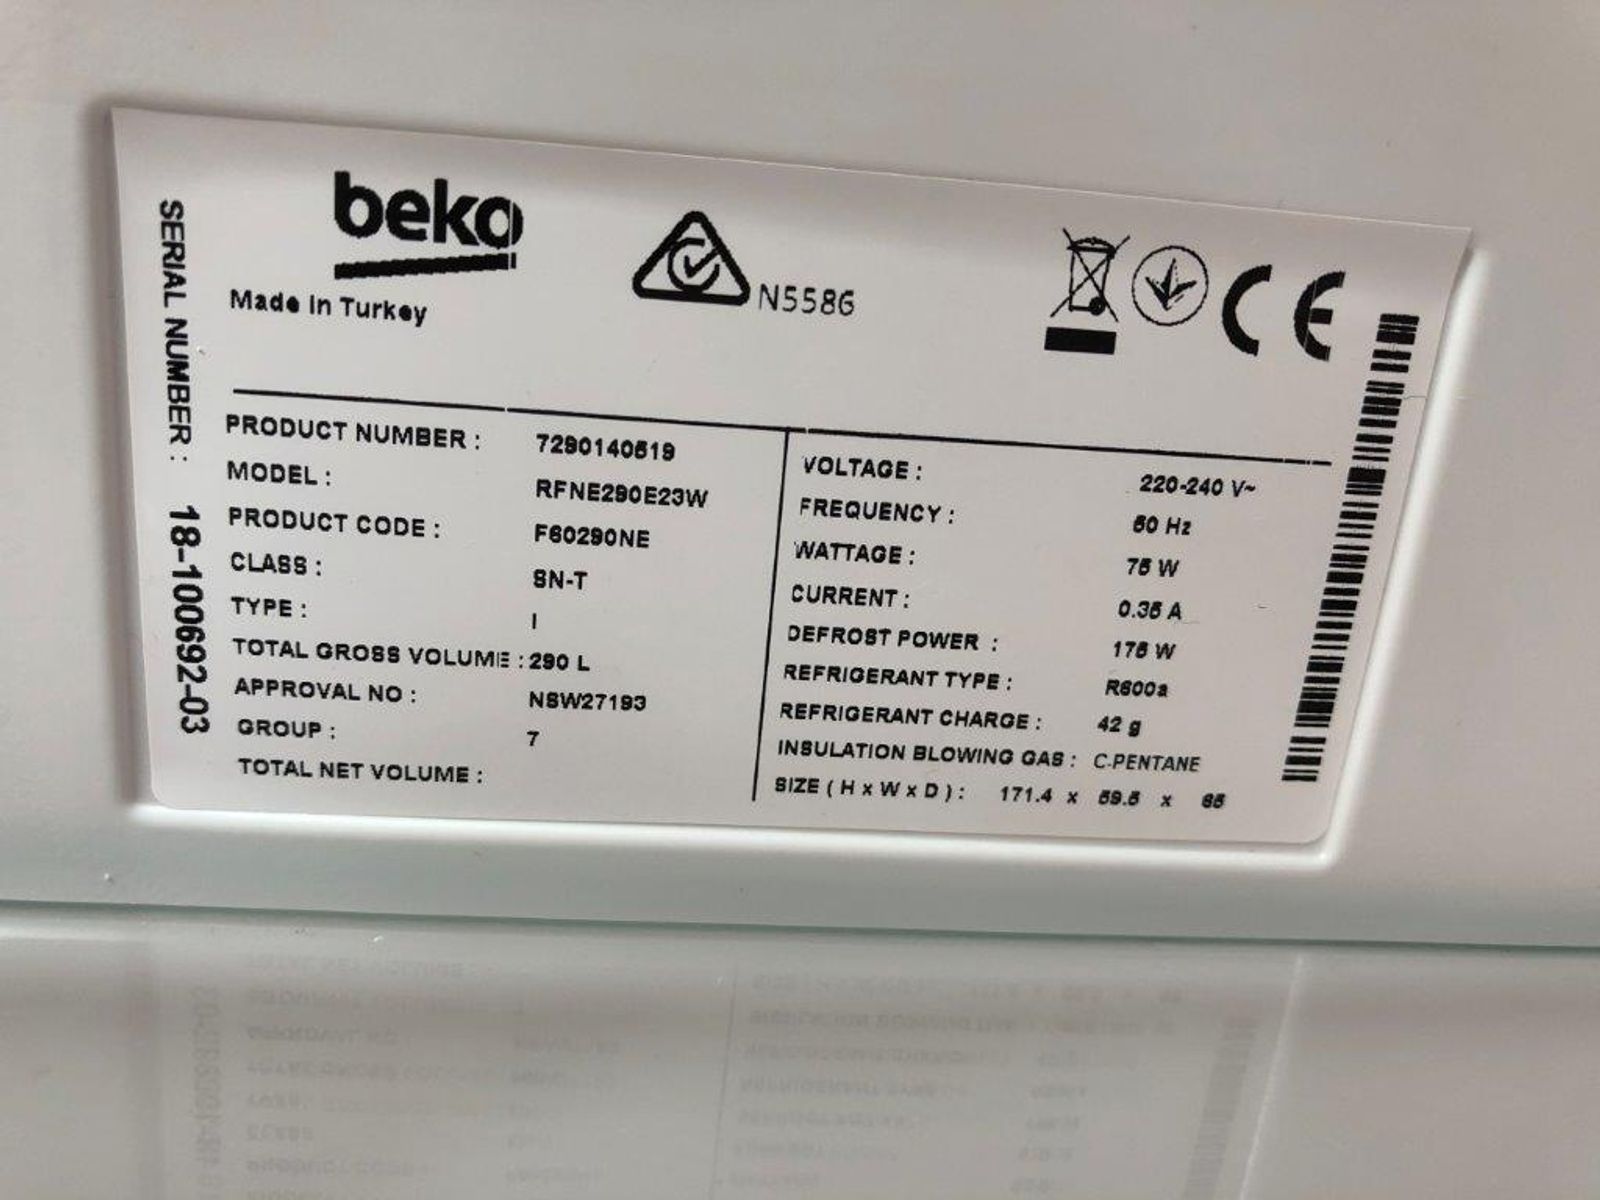 beko
Made In Turkey
N5586
CE
SERIAL NUMBER : 18-100692-03
PRODUCT NUMBER : 7290140519
MODEL : RFNE290E23W
PRODUCT CODE : F60290NE
CLASS : SN-T
TYPE : I
TOTAL GROSS VOLUME : 290 L
APPROVAL NO : NSW27193
GROUP : 7
TOTAL NET VOLUME :
VOLTAGE : 220-240 V~
FREQUENCY : 50 Hz
WATTAGE : 75 W
CURRENT : 0.35 A
DEFROST POWER : 175 W
REFRIGERANT TYPE : R600a
REFRIGERANT CHARGE : 42 g
INSULATION BLOWING GAS : C-PENTANE
SIZE ( H x W x D ) : 171.4 x 59.5 x 65